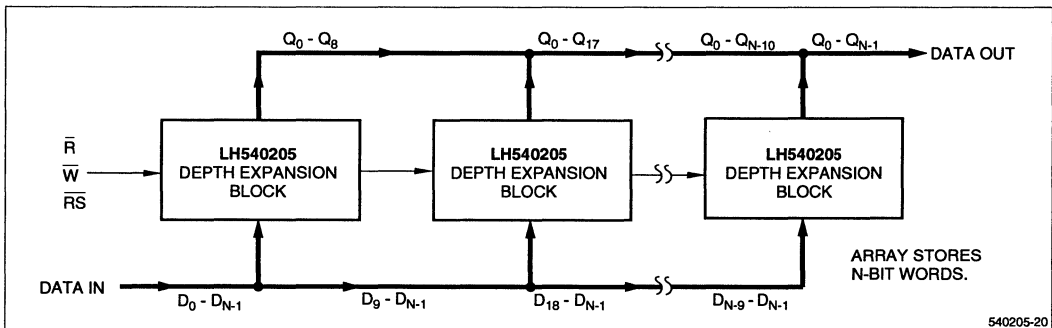 Q0 - Q8
Q0 - Q17
Q0 - QN-10
Q0 - QN-1
DATA OUT
R
W
RS
LH540205
DEPTH EXPANSION
BLOCK
LH540205
DEPTH EXPANSION
BLOCK
LH540205
DEPTH EXPANSION
BLOCK
ARRAY STORES
N-BIT WORDS.
DATA IN
D0 - DN-1
D9 - DN-1
D18 - DN-1
DN-9 - DN-1
540205-20